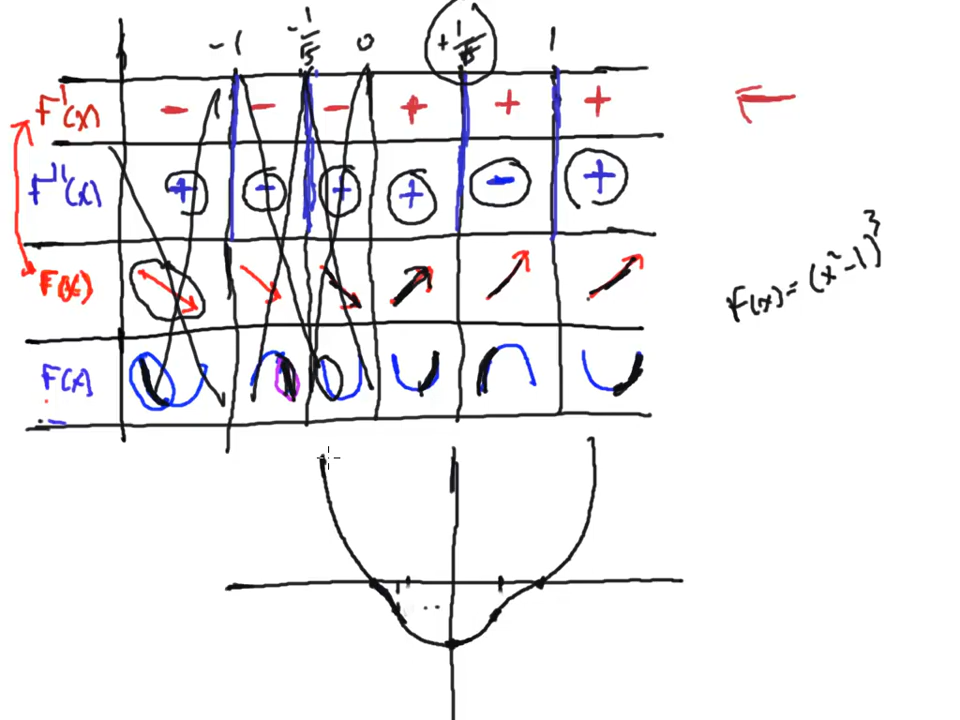 -1 -1/√5 0 +1/√5 1
F'(x) - - - + + +
F''(x) + - + + - +
F(x)
F(x)
F(x) = (x²-1)³